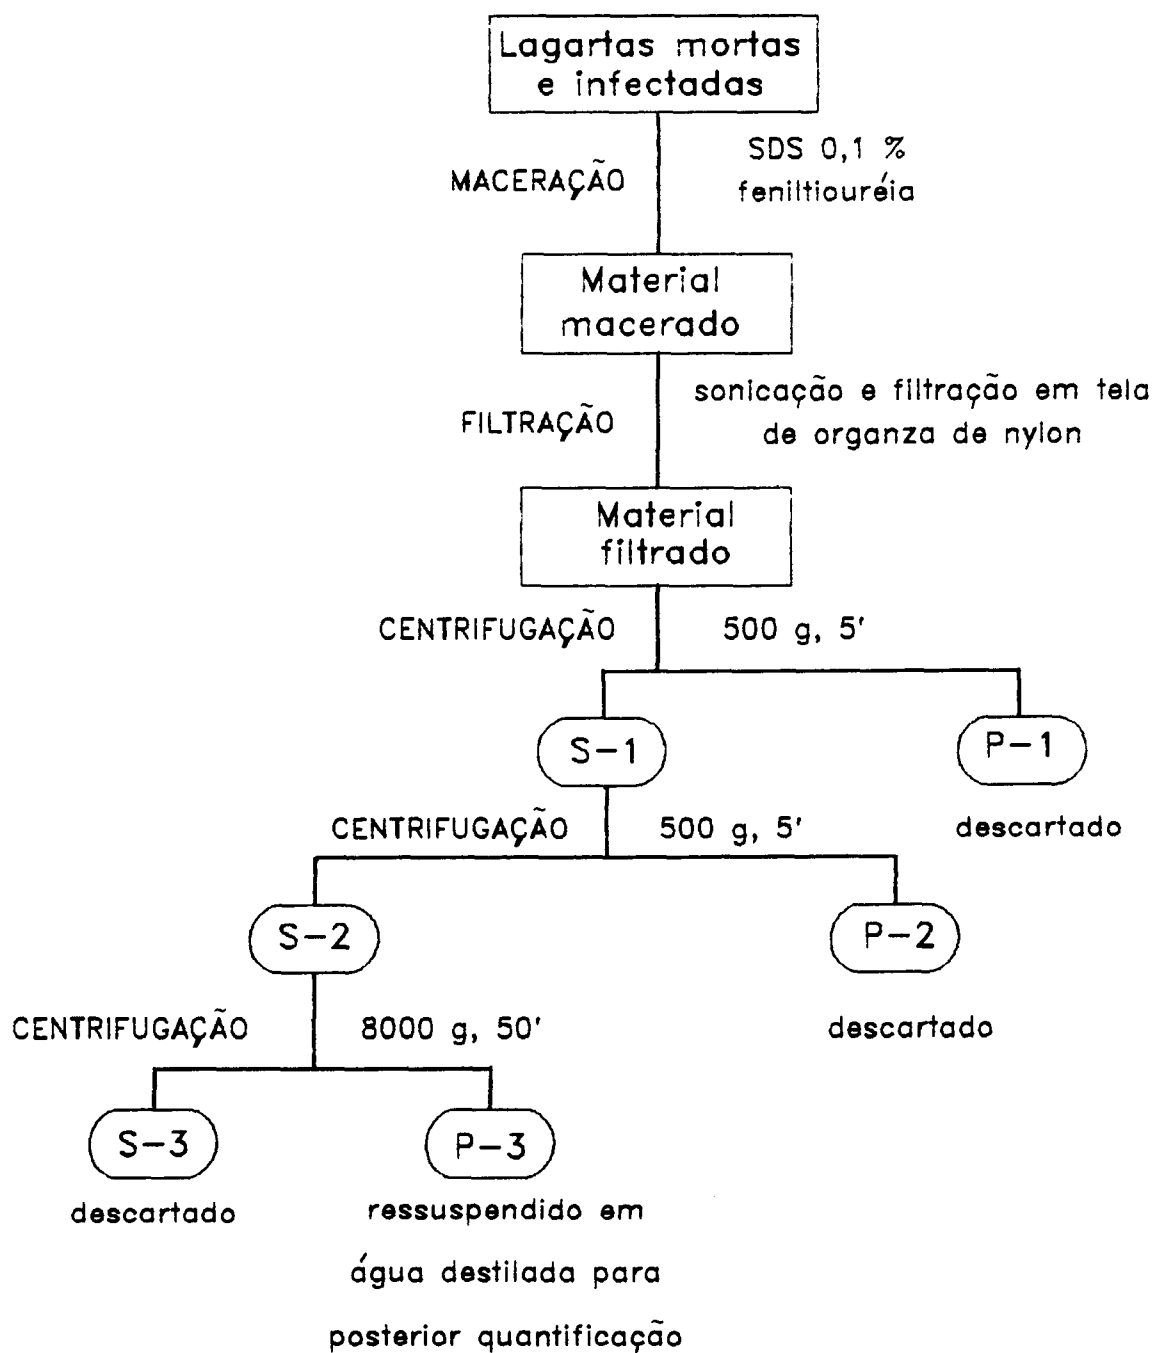 Lagartas mortas
e infectadas
MACERAÇÃO
SDS 0,1 %
feniltiouréia
Material
macerado
FILTRAÇÃO
sonicação e filtração em tela
de organza de nylon
Material
filtrado
CENTRIFUGAÇÃO
500 g, 5'
S-1
P-1
CENTRIFUGAÇÃO
500 g, 5'
descartado
S-2
P-2
CENTRIFUGAÇÃO
8000 g, 50'
descartado
S-3
P-3
descartado
ressuspendido em
água destilada para
posterior quantificação